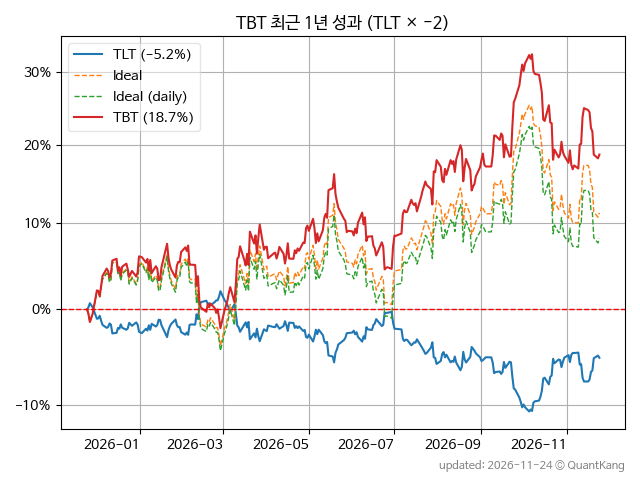 TBT 최근 1년 성과 (TLT × −2)
TLT (−5.2%)
Ideal
Ideal (daily)
TBT (18.7%)
30%
20%
10%
0%
−10%
2026-01
2026-03
2026-05
2026-07
2026-09
2026-11
updated: 2026-11-24 © QuantKang